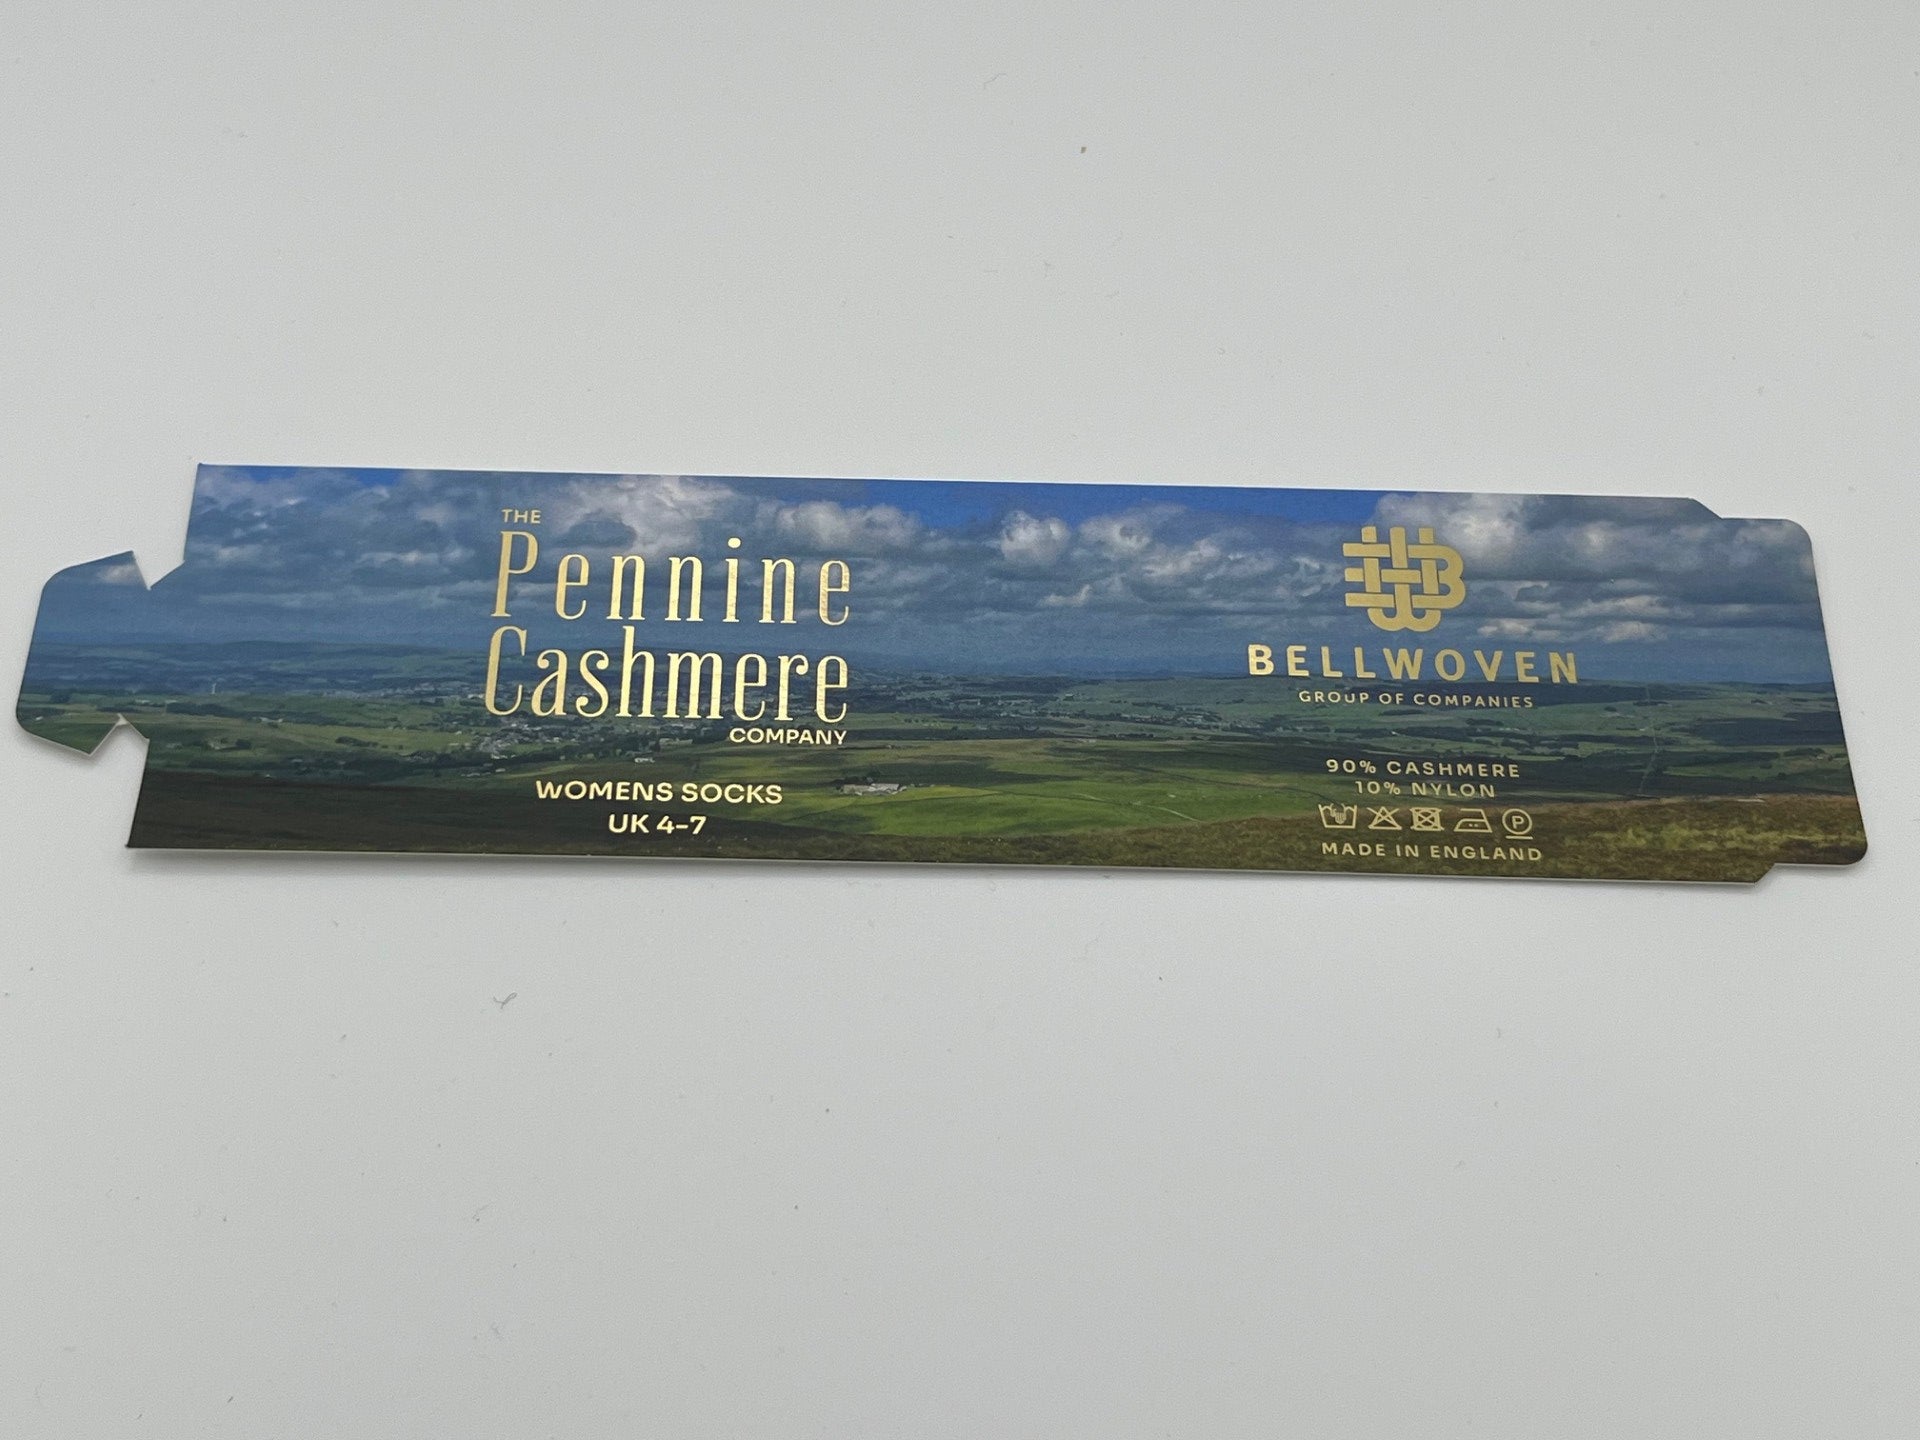 THE
Pennine
Cashmere
COMPANY
WOMENS SOCKS
UK 4-7
BELLWOVEN
GROUP OF COMPANIES
90% CASHMERE
10% NYLON
P
MADE IN ENGLAND